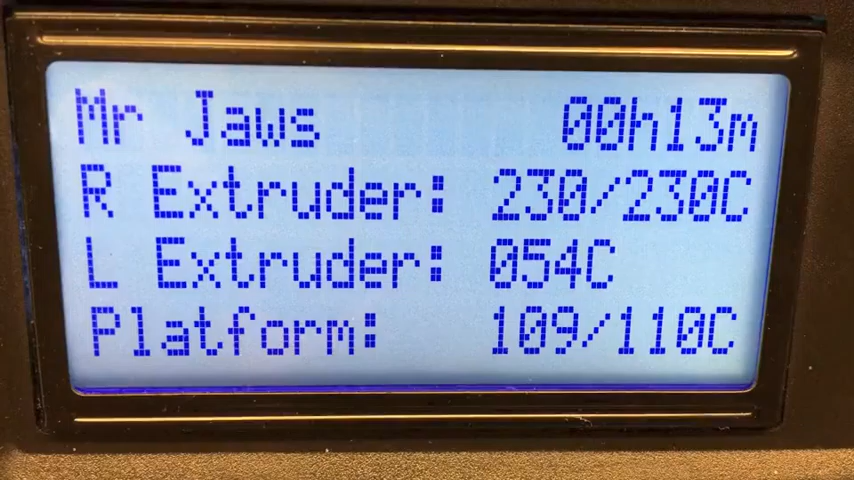 Mr Jaws 00h13m
R Extruder: 230/230C
L Extruder: 054C
Platform: 109/110C